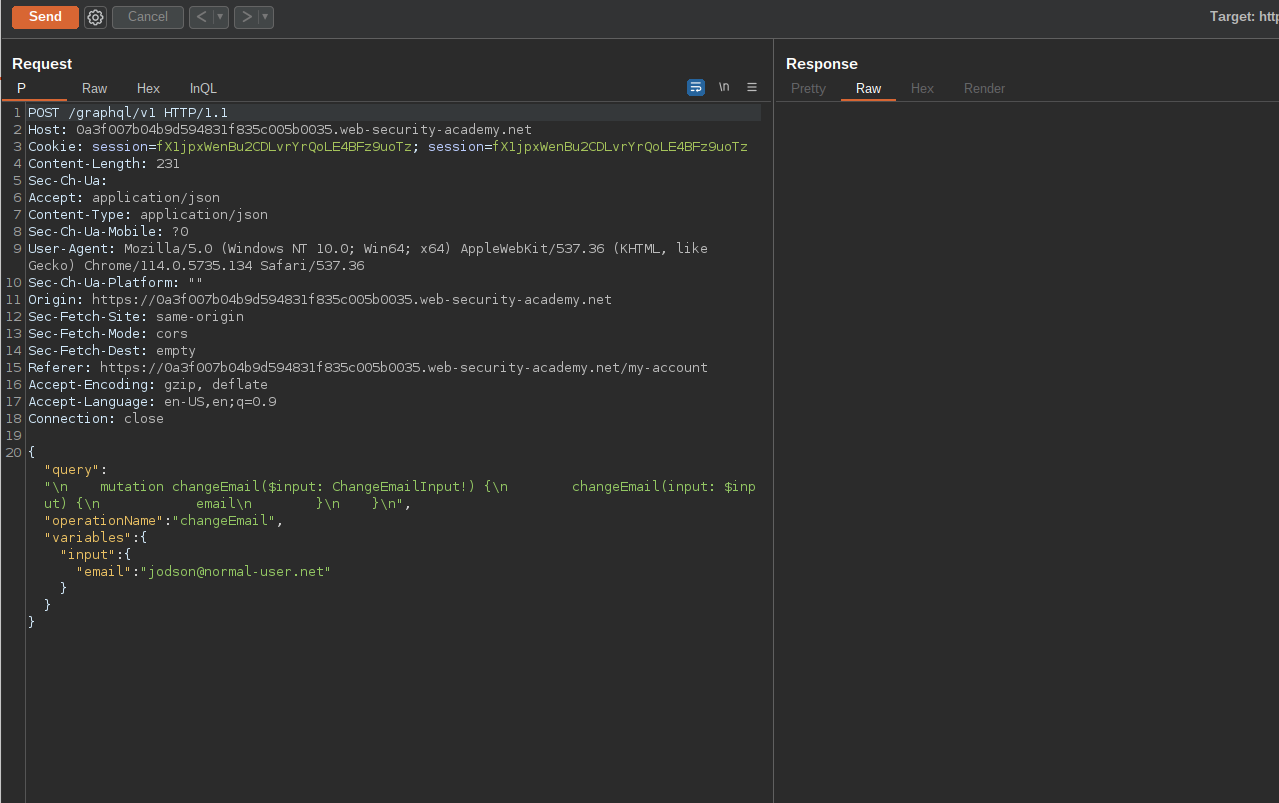 Send Cancel < > Target: http
Request
P Raw Hex InQL \n
1 POST /graphql/v1 HTTP/1.1
2 Host: 0a3f007b04b9d594831f835c005b0035.web-security-academy.net
3 Cookie: session=fX1jpxWenBu2CDLvrYrQoLE4BFz9uoTz; session=fX1jpxWenBu2CDLvrYrQoLE4BFz9uoTz
4 Content-Length: 231
5 Sec-Ch-Ua:
6 Accept: application/json
7 Content-Type: application/json
8 Sec-Ch-Ua-Mobile: ?0
9 User-Agent: Mozilla/5.0 (Windows NT 10.0; Win64; x64) AppleWebKit/537.36 (KHTML, like
Gecko) Chrome/114.0.5735.134 Safari/537.36
10 Sec-Ch-Ua-Platform: ""
11 Origin: https://0a3f007b04b9d594831f835c005b0035.web-security-academy.net
12 Sec-Fetch-Site: same-origin
13 Sec-Fetch-Mode: cors
14 Sec-Fetch-Dest: empty
15 Referer: https://0a3f007b04b9d594831f835c005b0035.web-security-academy.net/my-account
16 Accept-Encoding: gzip, deflate
17 Accept-Language: en-US,en;q=0.9
18 Connection: close
19
20 {
"query":
"\n    mutation changeEmail($input: ChangeEmailInput!) {\n        changeEmail(input: $inp
ut) {\n            email\n        }\n    }\n",
"operationName":"changeEmail",
"variables":{
"input":{
"email":"jodson@normal-user.net"
}
}
}
Response
Pretty Raw Hex Render